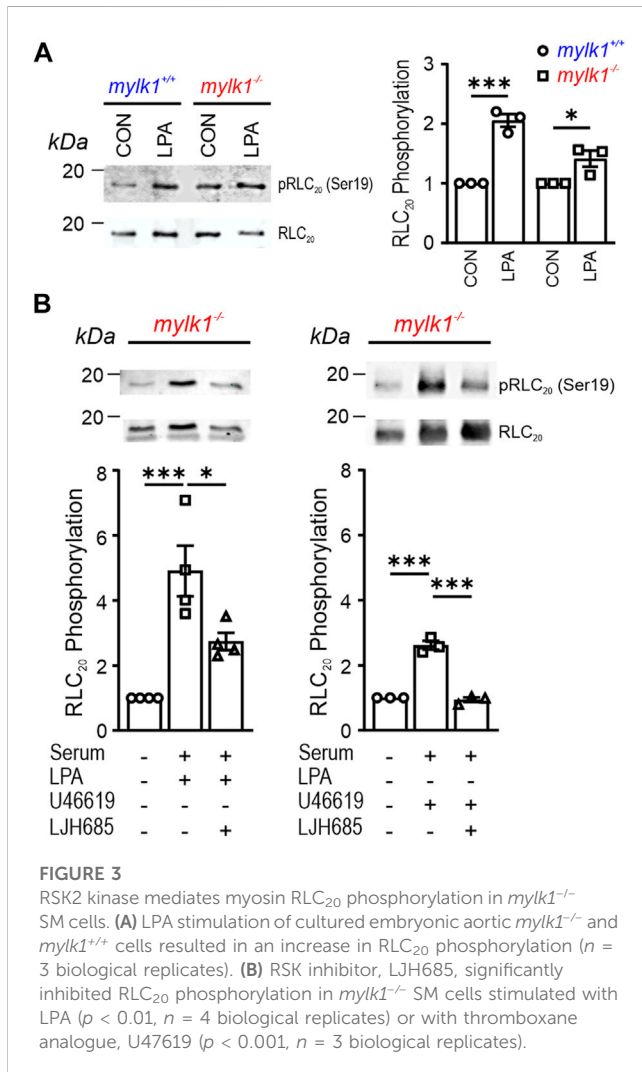 A
mylk1+/+ mylk1-/-
kDa CON LPA CON LPA
20 pRLC20 (Ser19)
20 RLC20
mylk1+/+
mylk1-/-
*** *
RLC20 Phosphorylation
3
2
1
0
CON LPA CON LPA
B
kDa mylk1-/-
20
20
*** *
RLC20 Phosphorylation
8
6
4
2
0
Serum - + +
LPA - + +
U46619 - - -
LJH685 - - +
kDa mylk1-/-
20 pRLC20 (Ser19)
20 RLC20
*** ***
RLC20 Phosphorylation
8
6
4
2
0
Serum - + +
LPA - - -
U46619 - + +
LJH685 - - +
FIGURE 3
RSK2 kinase mediates myosin RLC20 phosphorylation in mylk1−/−
SM cells. (A) LPA stimulation of cultured embryonic aortic mylk1−/− and
mylk1+/+ cells resulted in an increase in RLC20 phosphorylation (n =
3 biological replicates). (B) RSK inhibitor, LJH685, significantly
inhibited RLC20 phosphorylation in mylk1−/− SM cells stimulated with
LPA (p < 0.01, n = 4 biological replicates) or with thromboxane
analogue, U47619 (p < 0.001, n = 3 biological replicates).